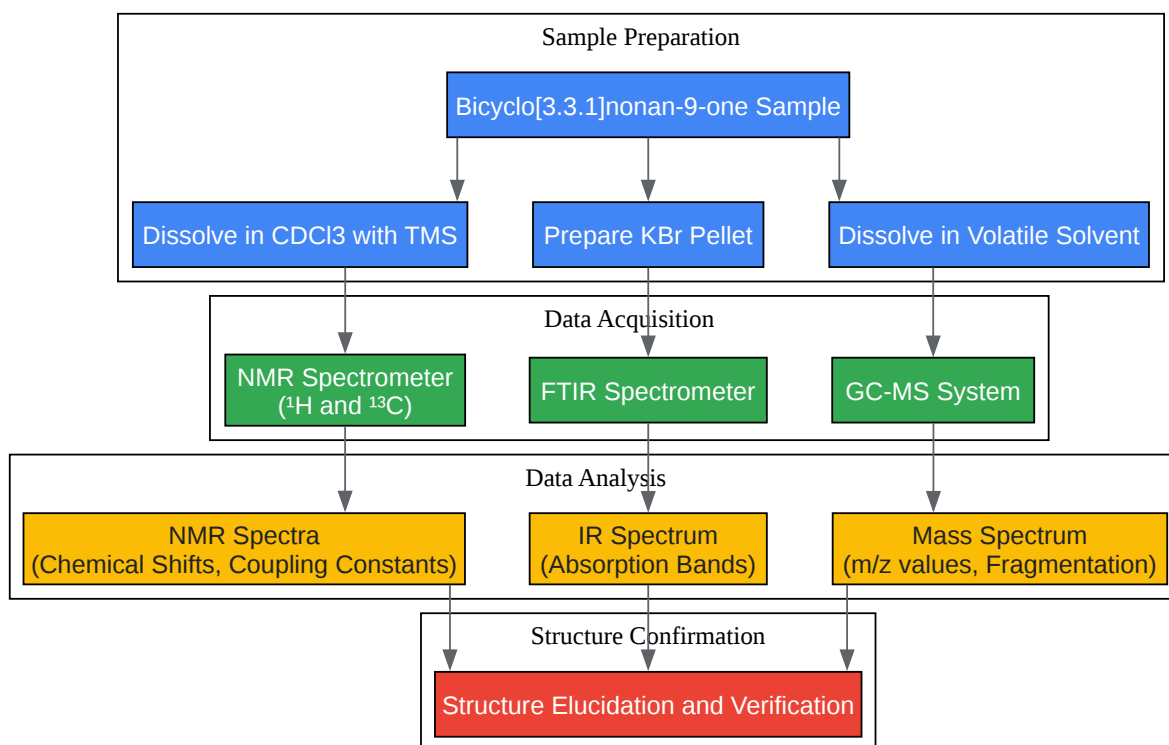 Sample Preparation
Bicyclo[3.3.1]nonan-9-one Sample
Dissolve in CDCl3 with TMS
Prepare KBr Pellet
Dissolve in Volatile Solvent
Data Acquisition
NMR Spectrometer
(¹H and ¹³C)
FTIR Spectrometer
GC-MS System
Data Analysis
NMR Spectra
(Chemical Shifts, Coupling Constants)
IR Spectrum
(Absorption Bands)
Mass Spectrum
(m/z values, Fragmentation)
Structure Confirmation
Structure Elucidation and Verification